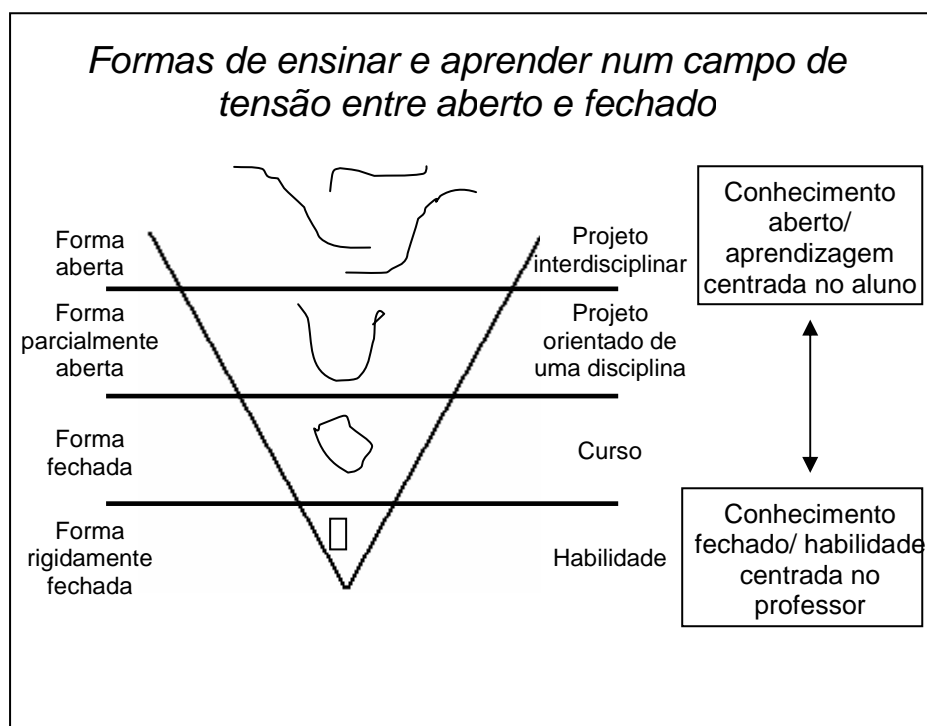 Formas de ensinar e aprender num campo de
tensão entre aberto e fechado
Forma
aberta
Projeto
interdisciplinar
Conhecimento
aberto/
aprendizagem
centrada no aluno
Forma
parcialmente
aberta
Projeto
orientado de
uma disciplina
Forma
fechada
Curso
Forma
rigidamente
fechada
Habilidade
Conhecimento
fechado/ habilidade
centrada no
professor